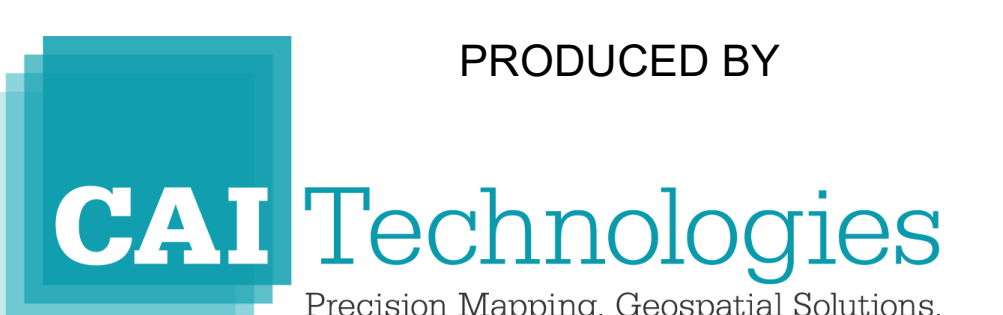 PRODUCED BY
CAI Technologies
Precision Mapping. Geospatial Solutions.